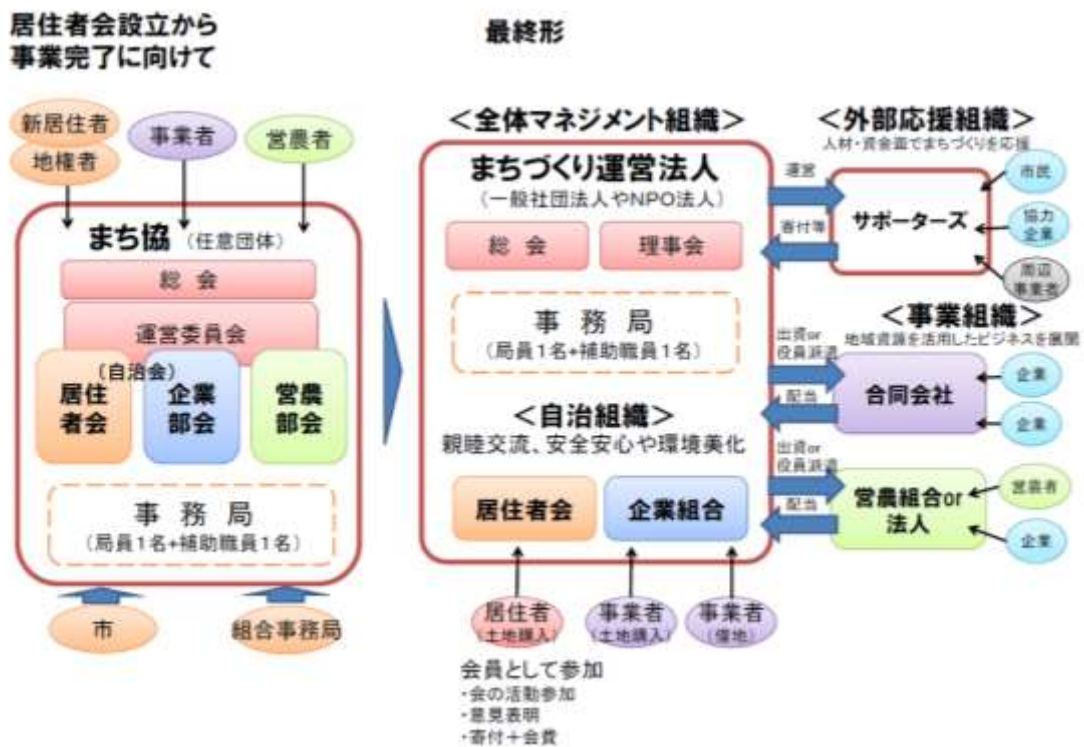 居住者会設立から
事業完了に向けて
新居住者
地権者
事業者
営農者
まち協（任意団体）
総 会
運営委員会
（自治会）
居住
者会
企業
部会
営農
部会
事 務 局
（局員1名+補助職員1名）
市
組合事務局
最終形
＜全体マネジメント組織＞
まちづくり運営法人
（一般社団法人やNPO法人）
総 会
理事会
事 務 局
（局員1名+補助職員1名）
＜自治組織＞
親睦交流、安全安心や環境美化
居住者会
企業組合
居住者
（土地購入）
事業者
（土地購入）
事業者
（借地）
会員として参加
・会の活動参加
・意見表明
・寄付＋会費
運営
寄付等
出資or
役員派遣
配当
出資or
役員派遣
配当
＜外部応援組織＞
人材・資金面でまちづくりを応援
サポーターズ
市民
協力
企業
周辺
事業者
＜事業組織＞
地域資源を活用したビジネスを展開
合同会社
企業
企業
営農組合or
法人
営農者
企業